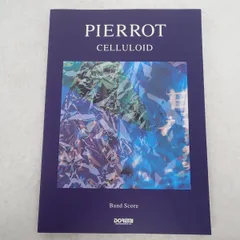 PIERROT
CELLULOID
Band Score